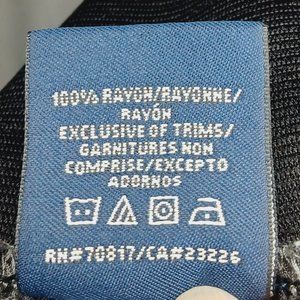 100% RAYON/RAYONNE/
RAYÓN
EXCLUSIVE OF TRIMS/
GARNITURES NON
COMPRISE/EXCEPTO
ADORNOS
RN#70817/CA#23226